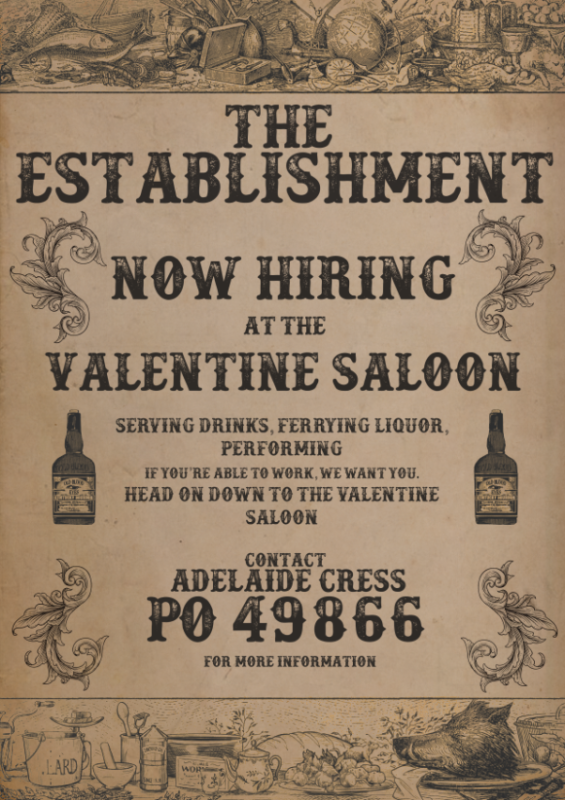 THE
ESTABLISHMENT
NOW HIRING
AT THE
VALENTINE SALOON
SERVING DRINKS, FERRYING LIQUOR,
PERFORMING
IF YOU'RE ABLE TO WORK, WE WANT YOU.
HEAD ON DOWN TO THE VALENTINE
SALOON
CONTACT
ADELAIDE CRESS
PO 49866
FOR MORE INFORMATION
LARD